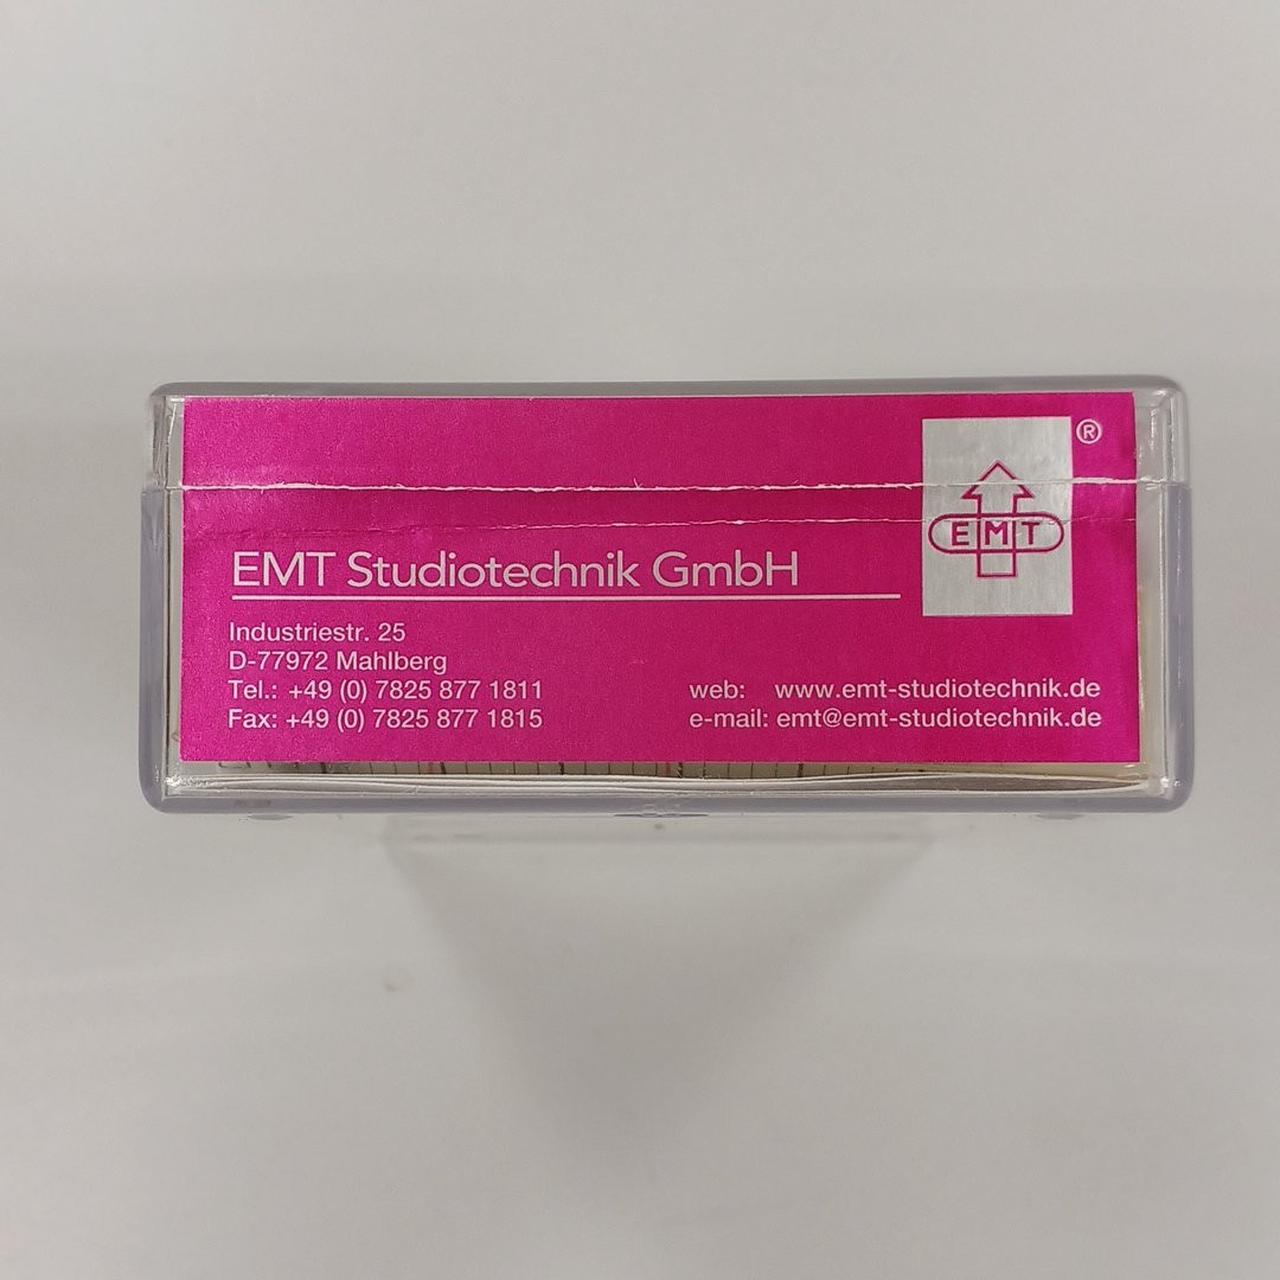 ®
EMT
EMT Studiotechnik GmbH
Industriestr. 25
D-77972 Mahlberg
Tel.: +49 (0) 7825 877 1811
Fax: +49 (0) 7825 877 1815
web: www.emt-studiotechnik.de
e-mail: emt@emt-studiotechnik.de